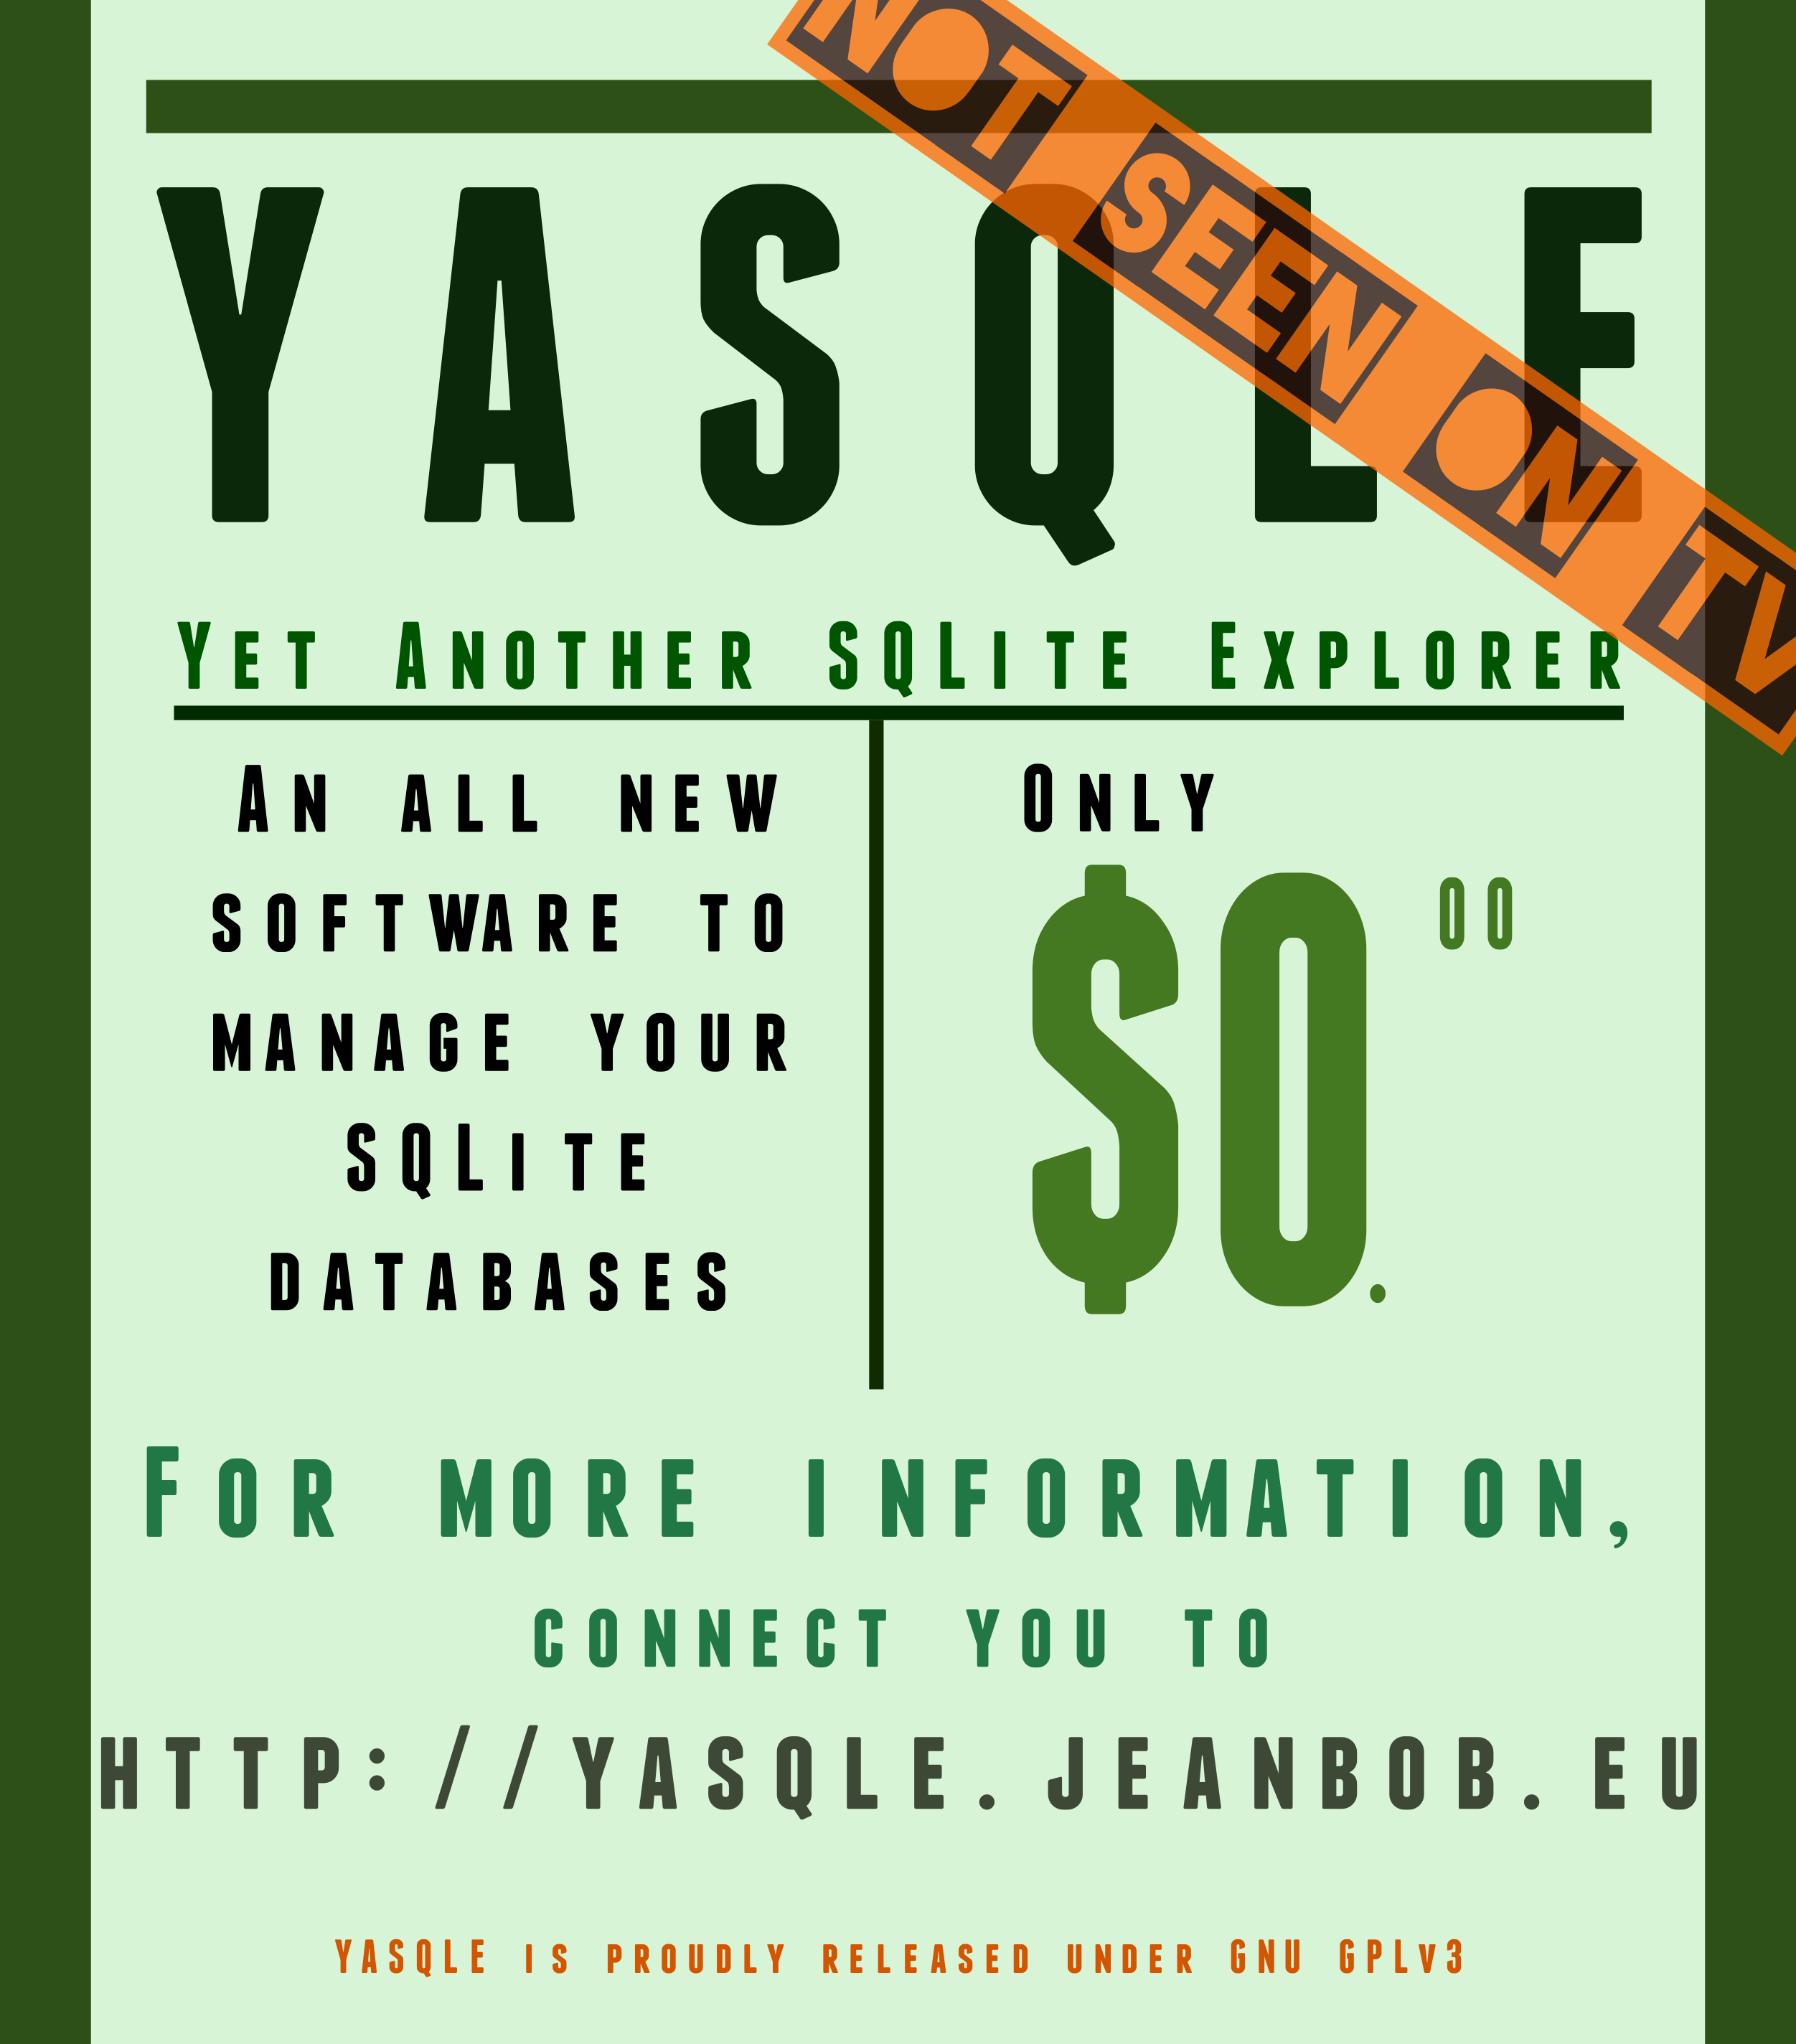 NOT SEEN ON TV
YASQLE
Yet Another SQLite Explorer
An all new
software to
manage your
SQLite
databases
Only
$0.00
For more information,
connect you to
HTTP://YASQLE.JEANBOB.EU
YASQLE is proudly released under GNU GPLv3